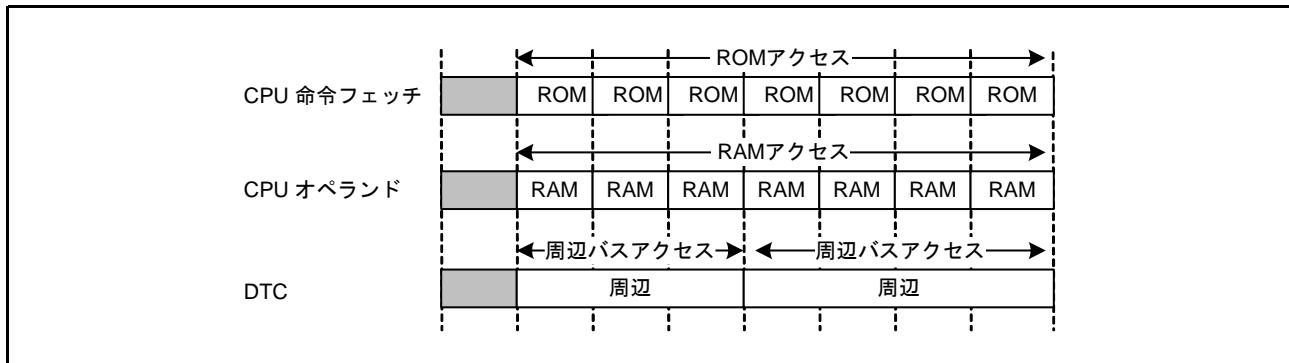 ROMアクセス
CPU 命令フェッチ ROM ROM ROM ROM ROM ROM ROM
RAMアクセス
CPU オペランド RAM RAM RAM RAM RAM RAM RAM
周辺バスアクセス 周辺バスアクセス
DTC 周辺 周辺